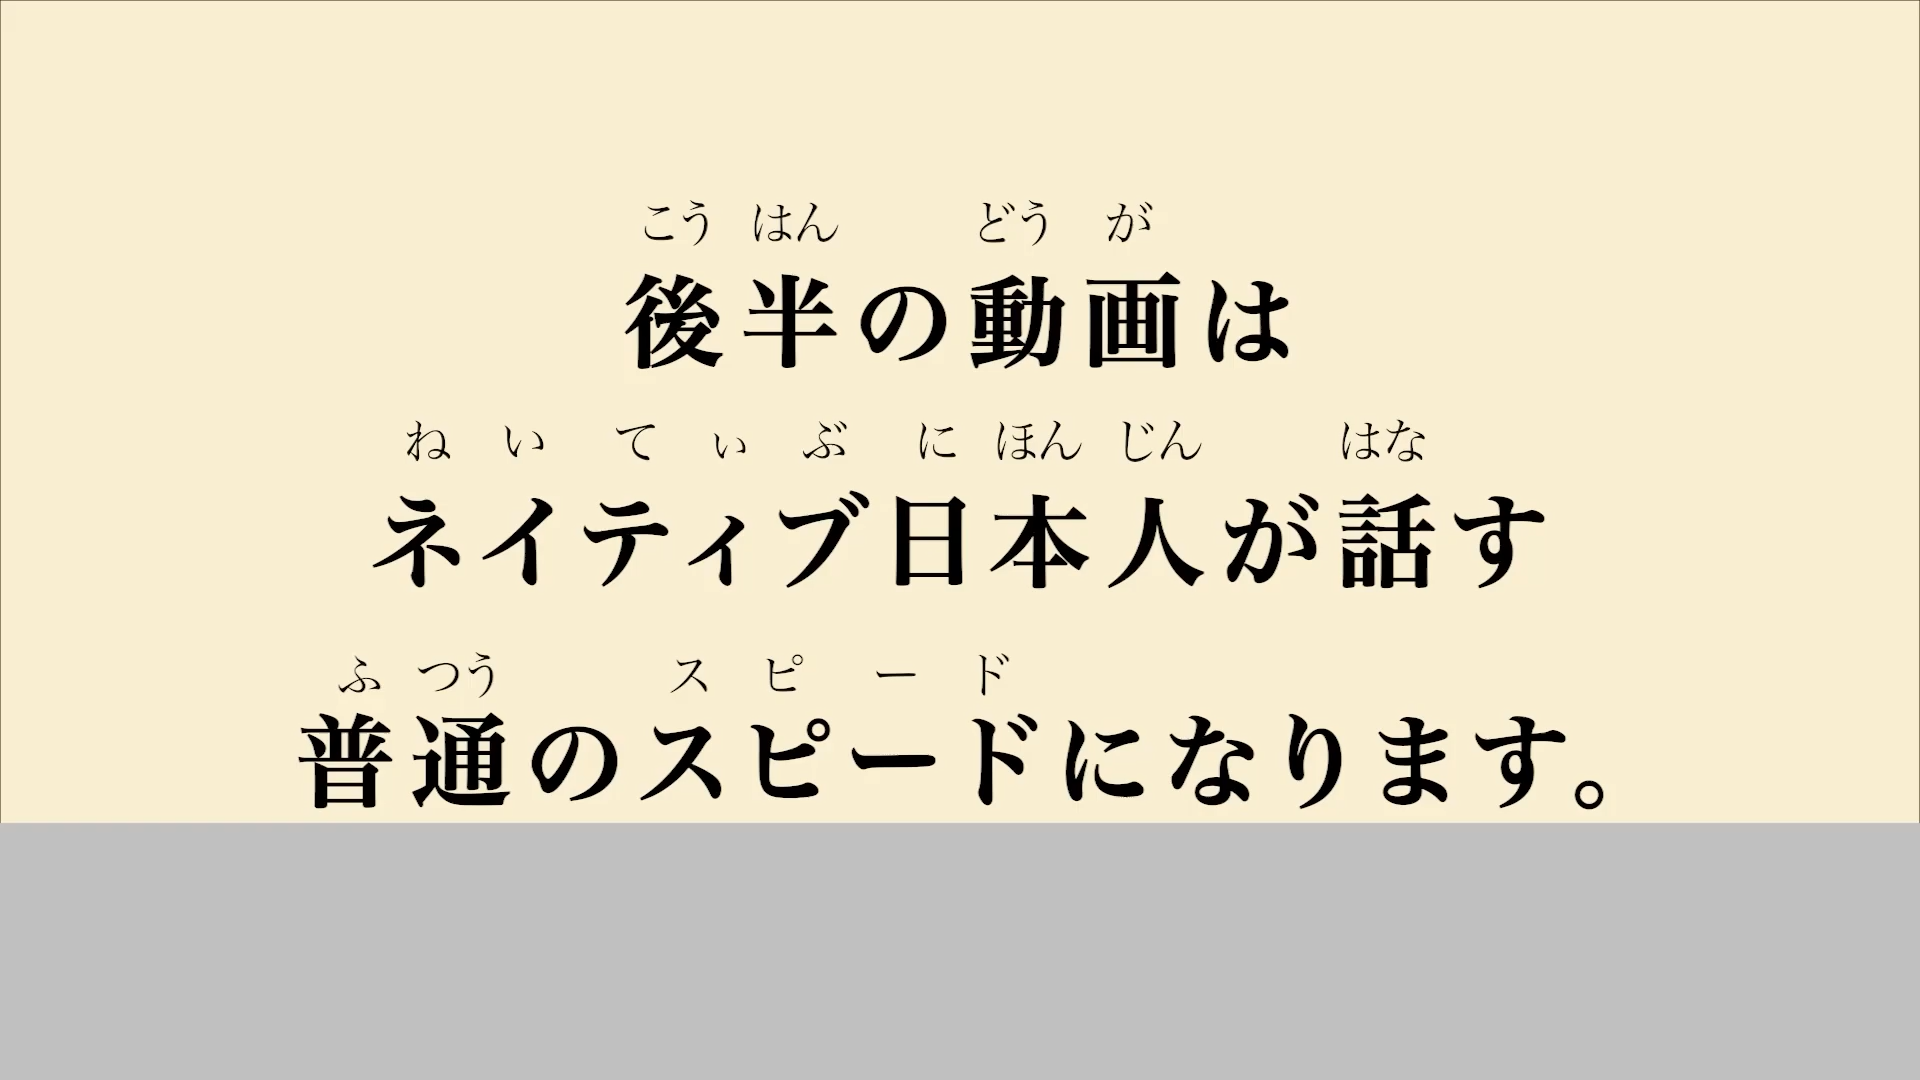 こう はん どう が
後半の動画は
ね い て ぃ ぶ に ほん じん はな
ネイティブ日本人が話す
ふ つう ス ピ ー ド
普通のスピードになります。